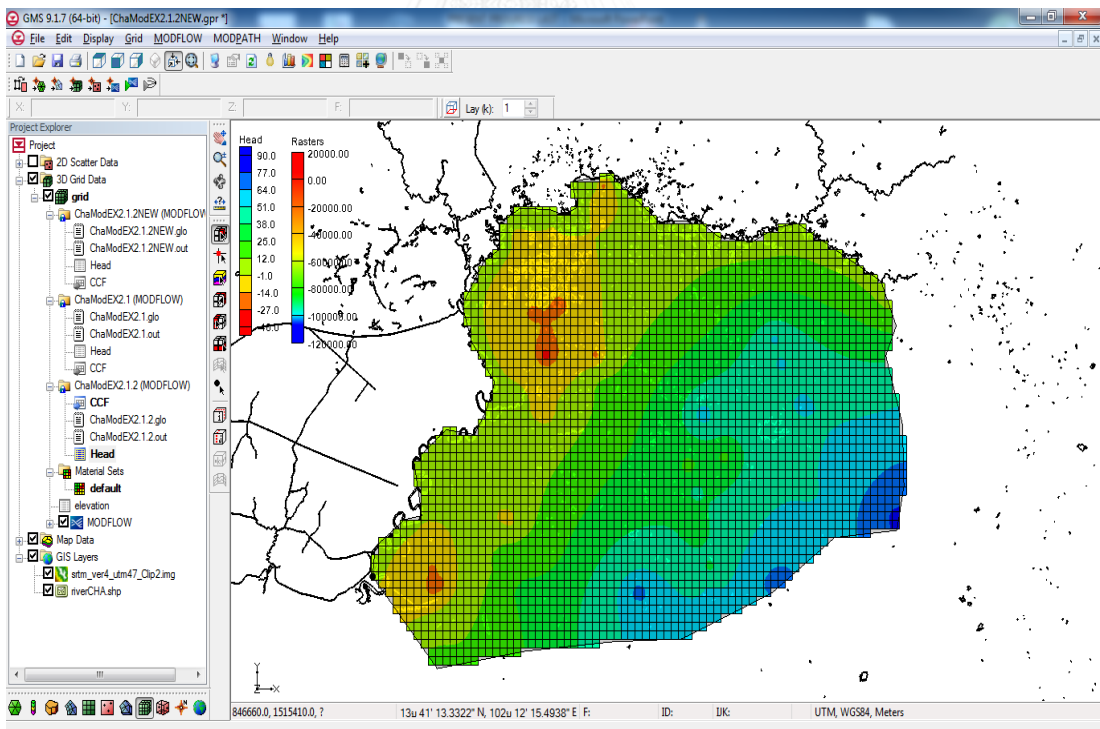 GMS 9.1.7 (64-bit) - [ChaModEX2.1.2NEW.gpr *]
File Edit Display Grid MODFLOW MODPATH Window Help
X: Y: Z: F: Lay (k): 1
Project Explorer
Project
2D Scatter Data
3D Grid Data
grid
ChaModEX2.1.2NEW (MODFLOW
ChaModEX2.1.2NEW.glo
ChaModEX2.1.2NEW.out
Head
CCF
ChaModEX2.1 (MODFLOW)
ChaModEX2.1.glo
ChaModEX2.1.out
Head
CCF
ChaModEX2.1.2 (MODFLOW)
CCF
ChaModEX2.1.2.glo
ChaModEX2.1.2.out
Head
Material Sets
default
elevation
MODFLOW
Map Data
GIS Layers
srtm_ver4_utm47_Clip2.img
riverCHA.shp
Head
90.0
77.0
64.0
51.0
38.0
25.0
12.0
-1.0
-14.0
-27.0
-40.0
Rasters
20000.00
0.00
-20000.00
-40000.00
-60000.00
-80000.00
-100000.00
-120000.00
Y
Z X
846660.0, 1515410.0, ? 13u 41' 13.3322" N, 102u 12' 15.4938" E F: ID: IJK: UTM, WGS84, Meters